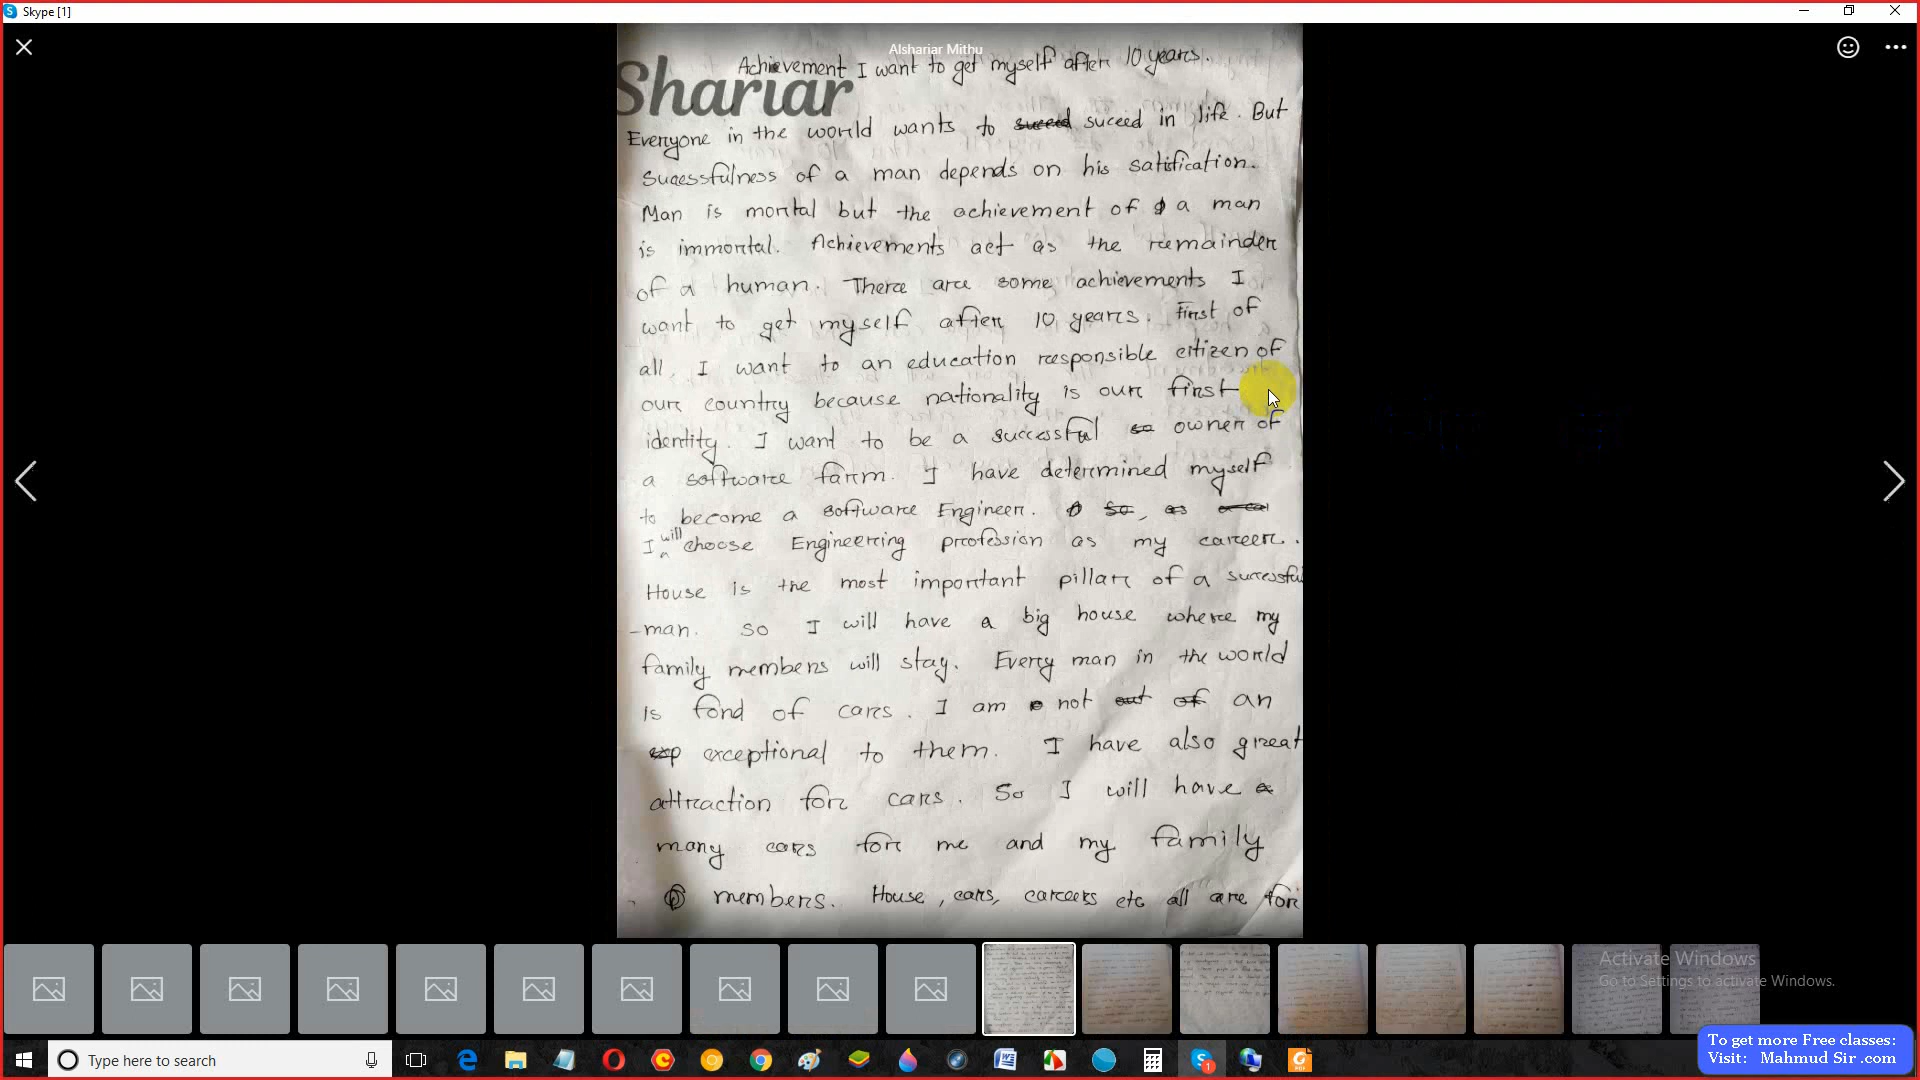 Skype [1]
Alshariar Mithu
Achievement I want to get myself after 10 years.
Shariar
Everyone in the world wants to suceed suceed in life. But
Sucessfulness of a man depends on his satisfication.
Man is mortal but the achievement of a man
is immortal. Achievements act as the remainder
of a human. There are some achievements I
want to get myself after 10 years. First of
all, I want to an education responsible citizen of
our country because nationality is our first
identity. I want to be a successful so owner of
a software farm. I have determined myself
to become a software Engineer. so, as
I will choose Engineering profession as my career.
House is the most important pillar of a successful
-man. So I will have a big house where my
family members will stay. Every man in the world
is fond of cars. I am not out of an
exp exceptional to them. I have also great
attraction for cars. So I will have a
many cars for me and my family
members. House, cars, careers etc all are for
Activate Windows
Go to Settings to activate Windows.
To get more Free classes:
Visit: Mahmud Sir .com
Type here to search